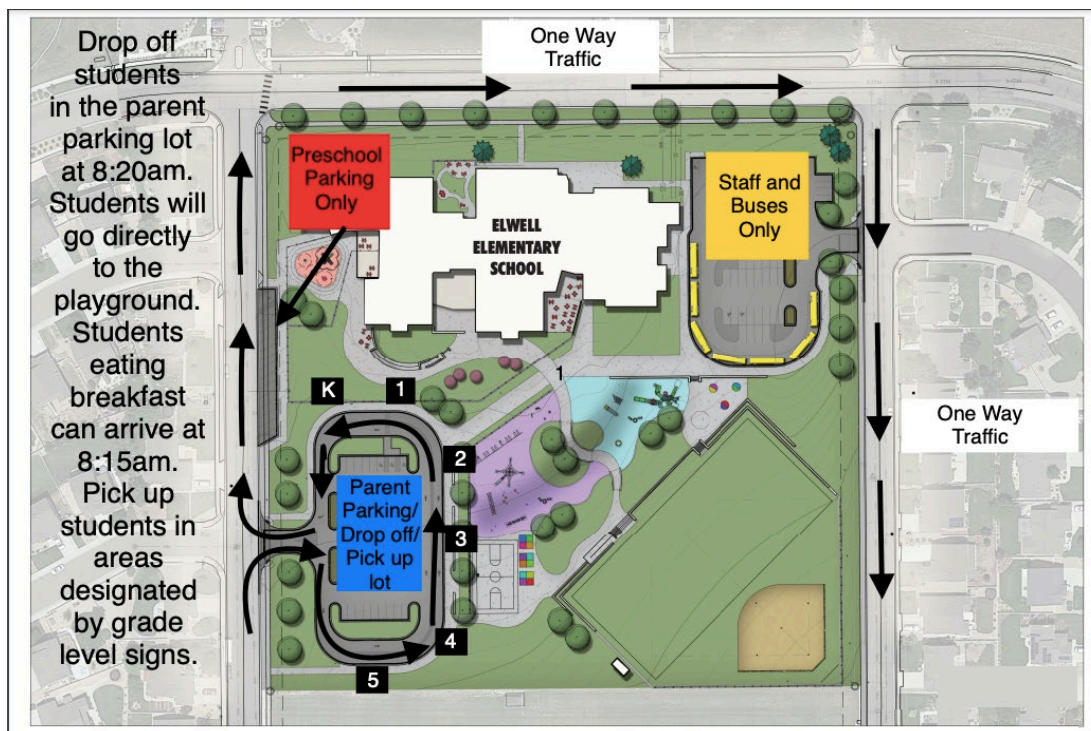 Drop off
students
in the parent
parking lot
at 8:20am.
Students will
go directly
to the
playground.
Students
eating
breakfast
can arrive at
8:15am.
Pick up
students in
areas
designated
by grade
level signs.
One Way
Traffic
Preschool
Parking
Only
ELWELL
ELEMENTARY
SCHOOL
Staff and
Buses
Only
1
K
1
2
Parent
Parking/
Drop off/
Pick up
lot
3
4
5
One Way
Traffic